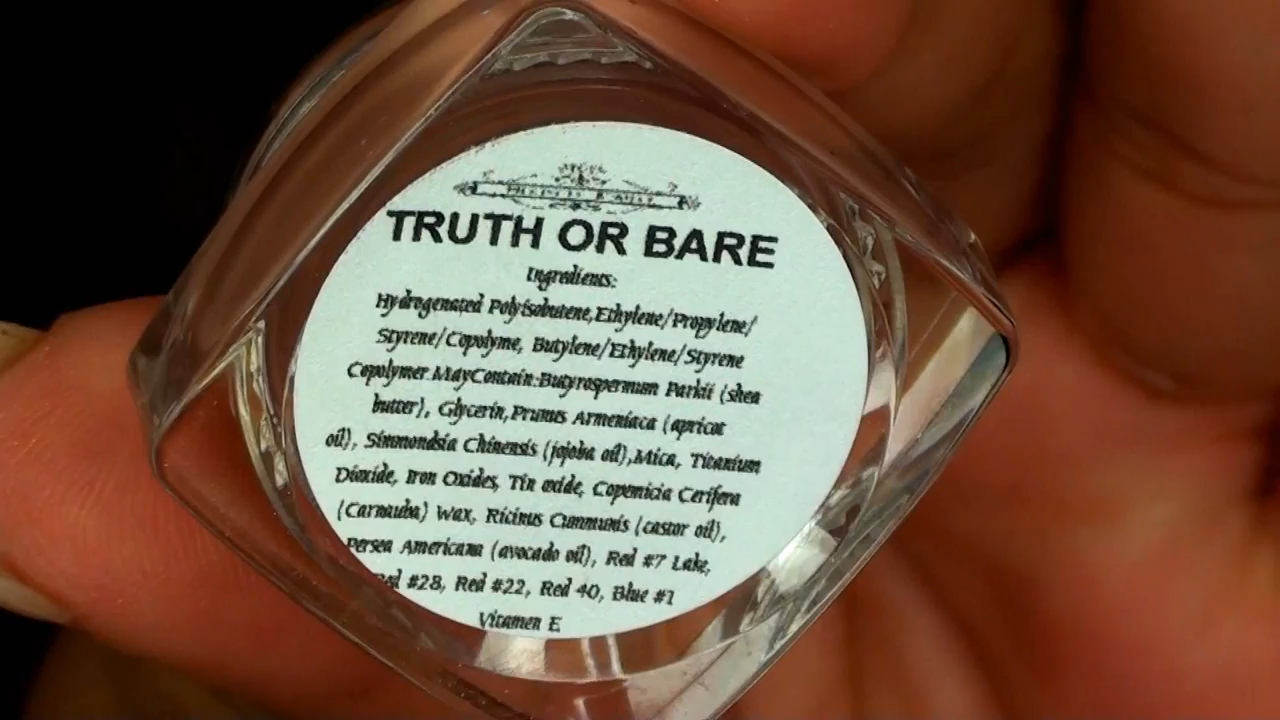 TRUTH OR BARE
Ingredients:
Hydrogenated Polyisobutene,Ethylene/Propylene/
Styrene/Copolyme, Butylene/Ethylene/Styrene
Copolymer.MayContain:Butyrospermum Parkii (shea
butter), Glycerin,Prunus Armeniaca (apricot
oil), Simmondsia Chinensis (jojoba oil),Mica, Titanium
Dioxide, Iron Oxides, Tin oxide, Copernicia Cerifera
(Carnauba) wax, Ricinus Cummunis (castor oil),
Persea Americana (avocado oil), Red #7 Lake,
Red #28, Red #22, Red 40, Blue #1
Vitamen E